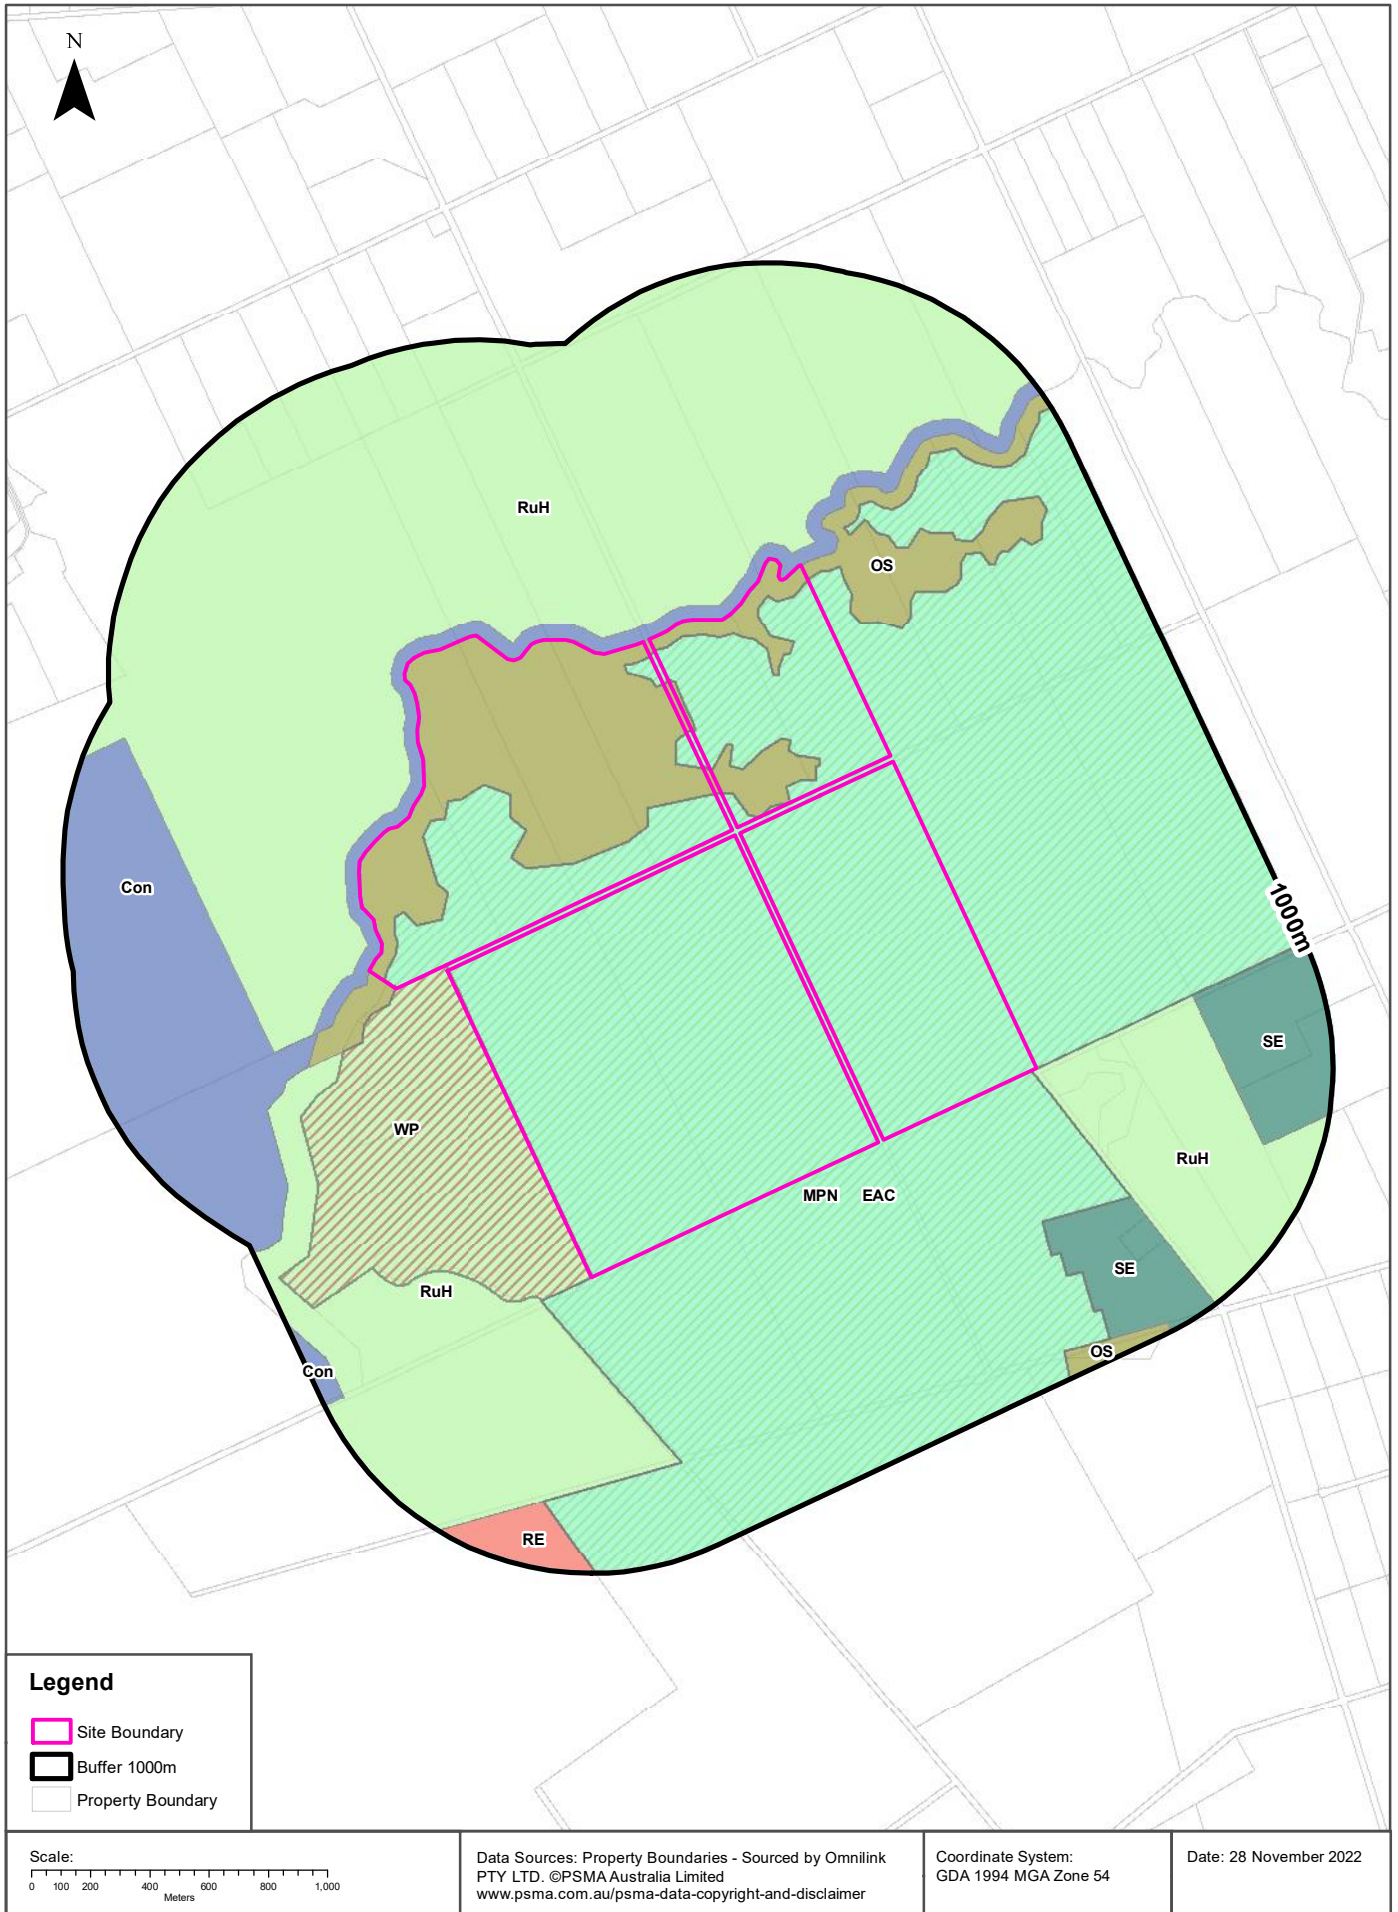 N
RuH
OS
Con
1000m
SE
WP
RuH
MPN EAC
SE
RuH
OS
Con
RE
Legend
Site Boundary
Buffer 1000m
Property Boundary
Scale:
0 100 200 400 600 800 1,000
Meters
Data Sources: Property Boundaries - Sourced by Omnilink
PTY LTD. ©PSMA Australia Limited
www.psma.com.au/psma-data-copyright-and-disclaimer
Coordinate System:
GDA 1994 MGA Zone 54
Date: 28 November 2022